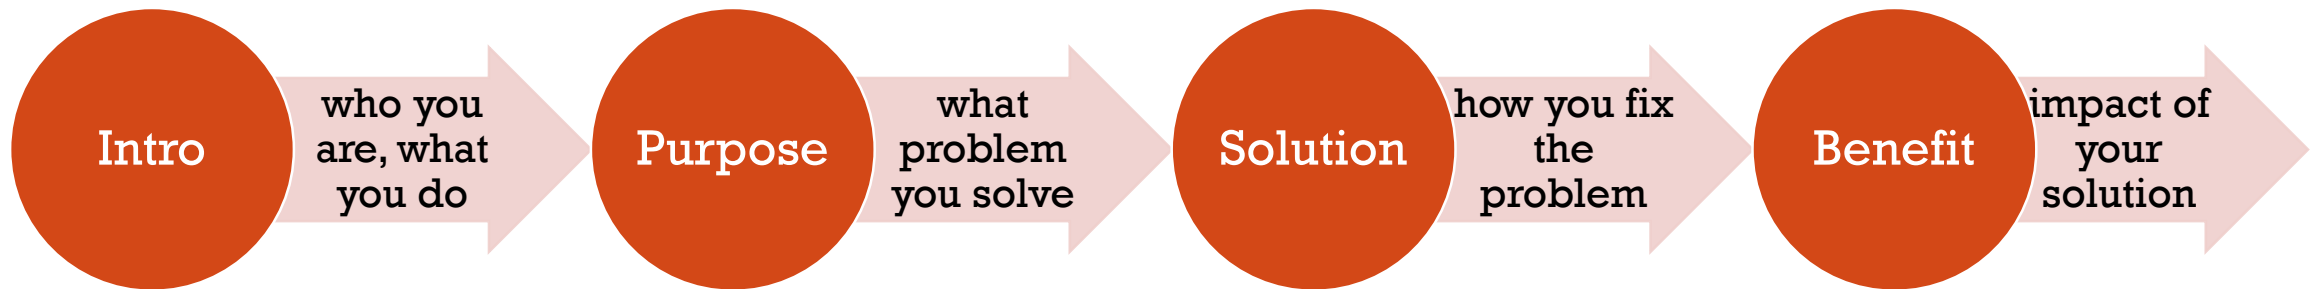 Intro
who you
are, what
you do
Purpose
what
problem
you solve
Solution
how you fix
the
problem
Benefit
impact of
your
solution